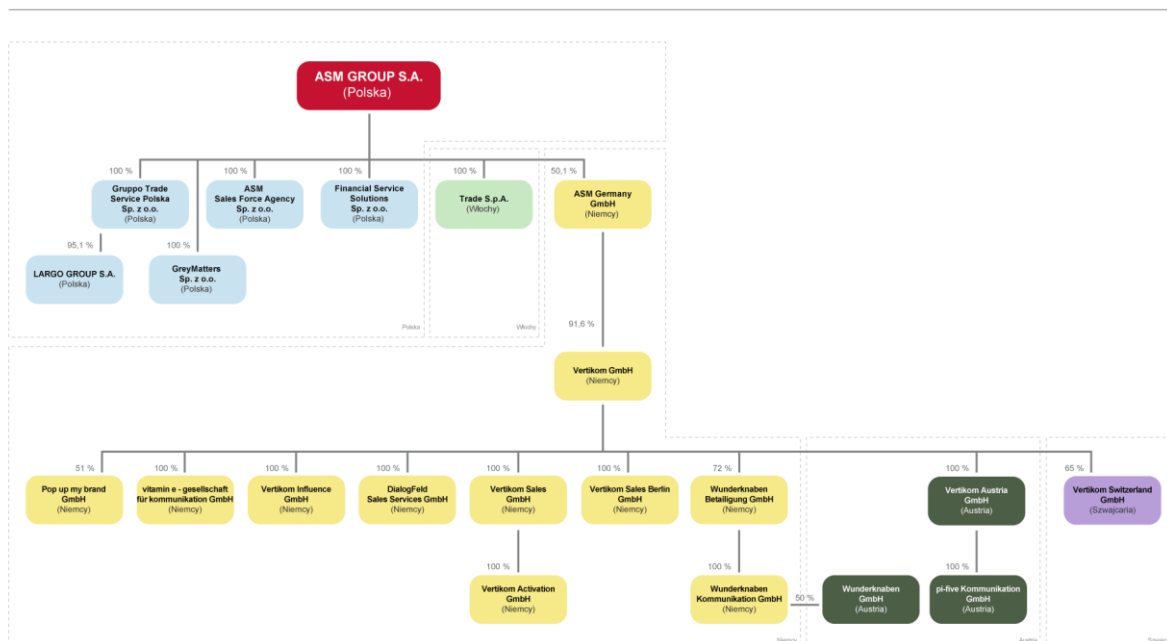 ASM GROUP S.A.
(Polska)
100 %
100 %
100 %
100 %
50,1 %
Gruppo Trade
Service Polska
Sp. z o.o.
(Polska)
ASM
Sales Force Agency
Sp. z o.o.
(Polska)
Financial Service
Solutions
Sp. z o.o.
(Polska)
Trade S.p.A.
(Włochy)
ASM Germany
GmbH
(Niemcy)
95,1 %
100 %
LARGO GROUP S.A.
(Polska)
GreyMatters
Sp. z o.o.
(Polska)
Polska
Włochy
91,6 %
Vertikom GmbH
(Niemcy)
51 %
100 %
100 %
100 %
100 %
100 %
72 %
100 %
65 %
Pop up my brand
GmbH
(Niemcy)
vitamin e - gesellschaft
für kommunikation GmbH
(Niemcy)
Vertikom Influence
GmbH
(Niemcy)
DialogFeld
Sales Services GmbH
(Niemcy)
Vertikom Sales
GmbH
(Niemcy)
Vertikom Sales Berlin
GmbH
(Niemcy)
Wunderknaben
Betailigung GmbH
(Niemcy)
Vertikom Austria
GmbH
(Austria)
Vertikom Switzerland
GmbH
(Szwajcaria)
100 %
100 %
100 %
Vertikom Activation
GmbH
(Niemcy)
Wunderknaben
Kommunikation GmbH
(Niemcy)
50 %
Wunderknaben
GmbH
(Austria)
pi-five Kommunikation
GmbH
(Austria)
Niemcy
Austria